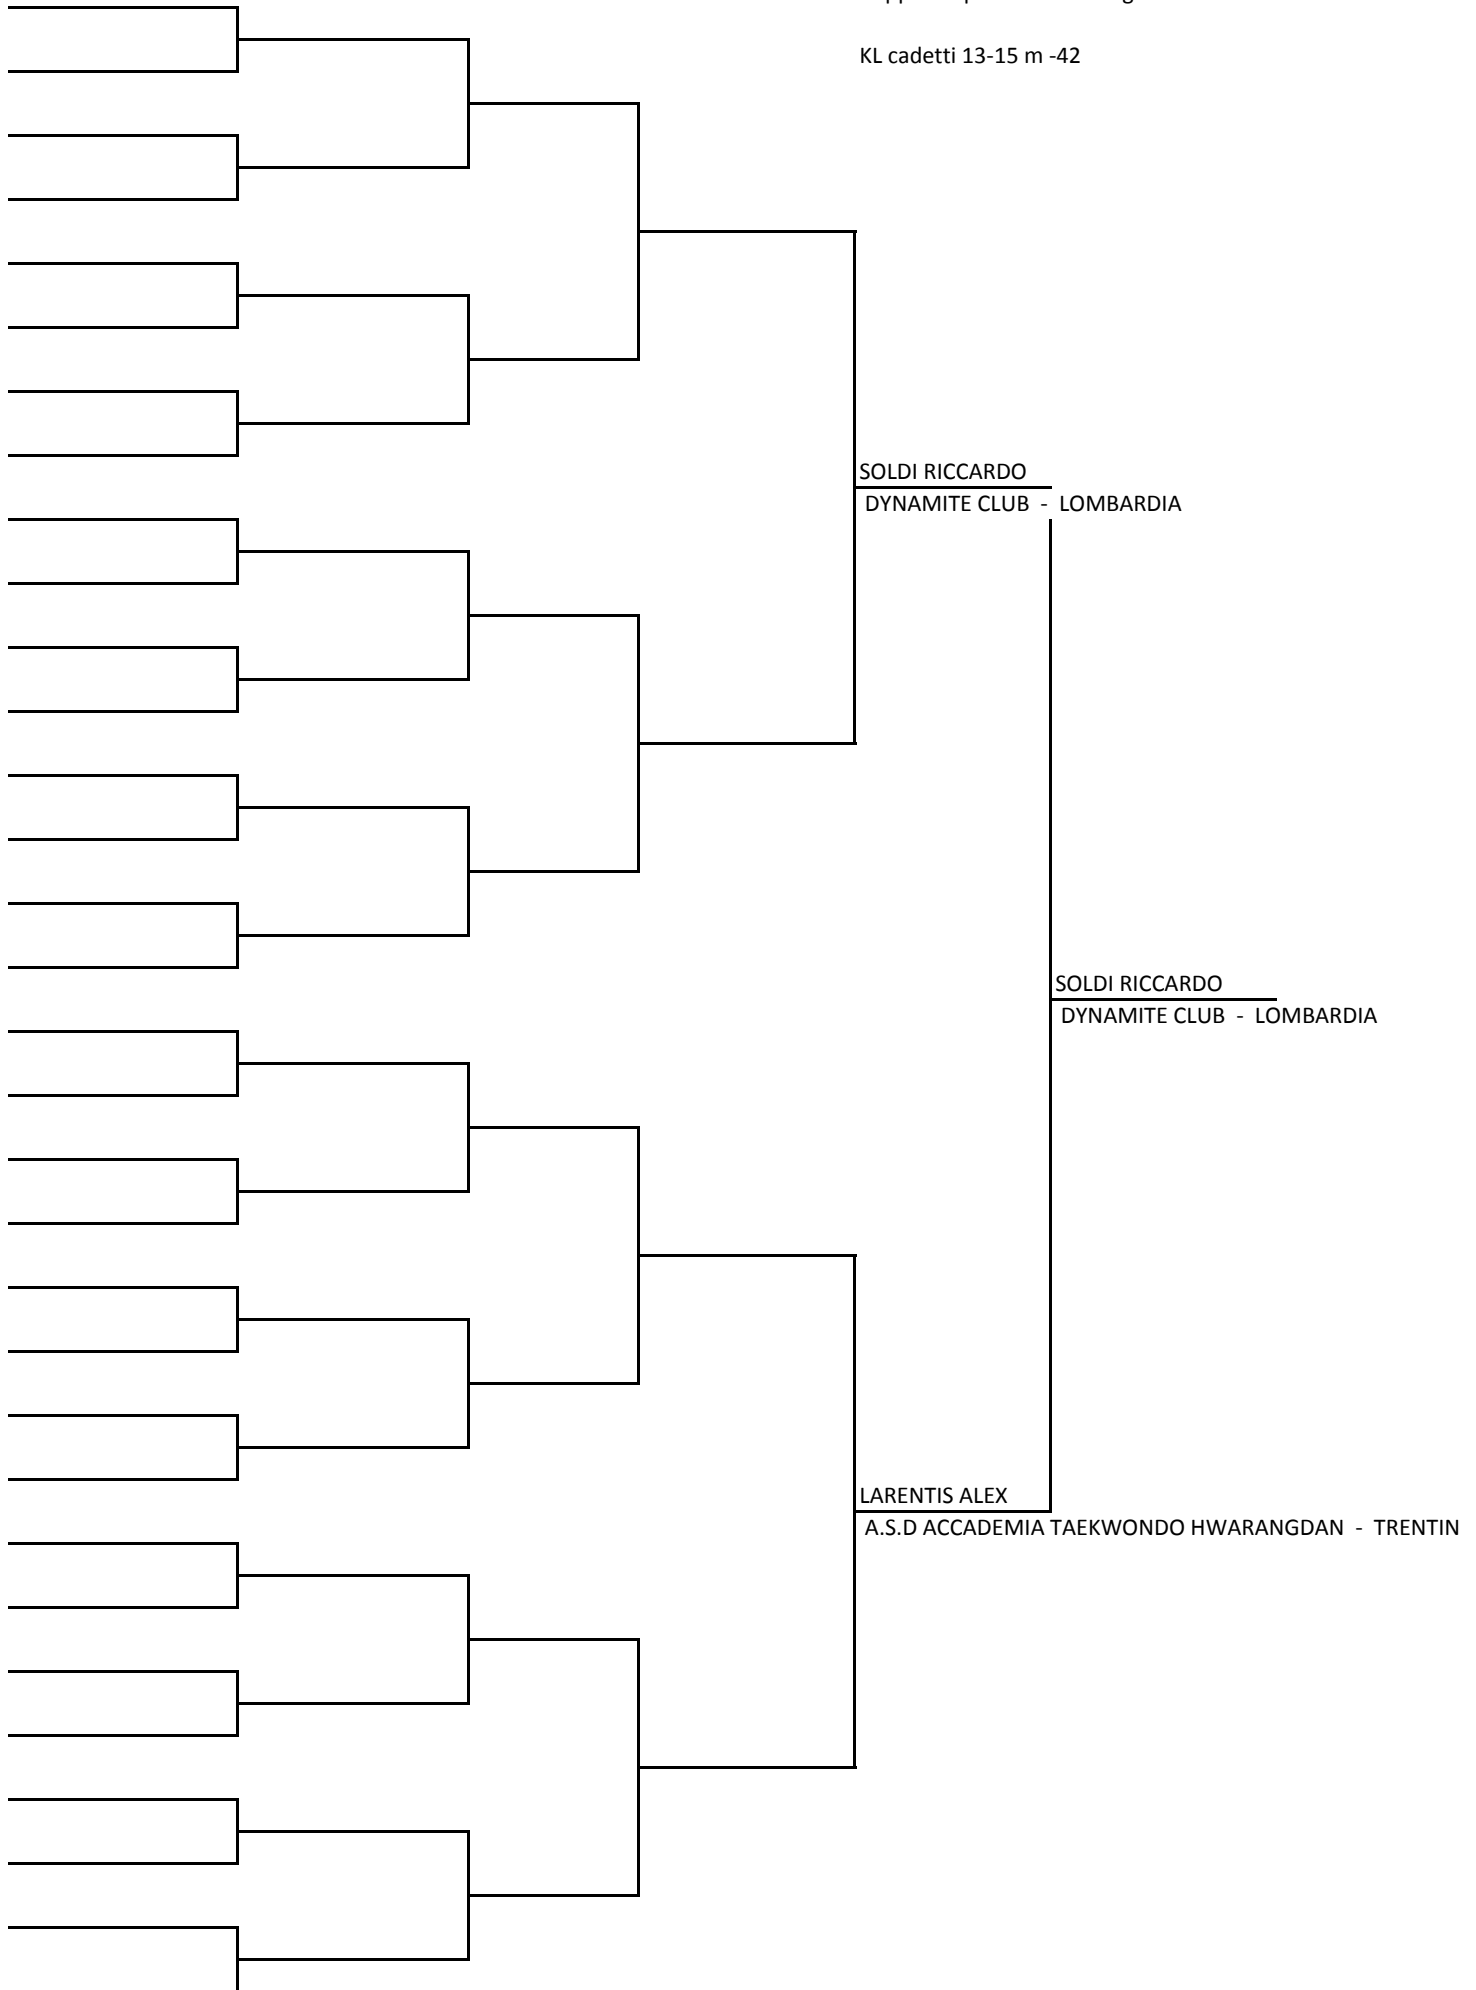 KL cadetti 13-15 m -42
SOLDI RICCARDO
DYNAMITE CLUB - LOMBARDIA
SOLDI RICCARDO
DYNAMITE CLUB - LOMBARDIA
LARENTIS ALEX
A.S.D ACCADEMIA TAEKWONDO HWARANGDAN - TRENTIN